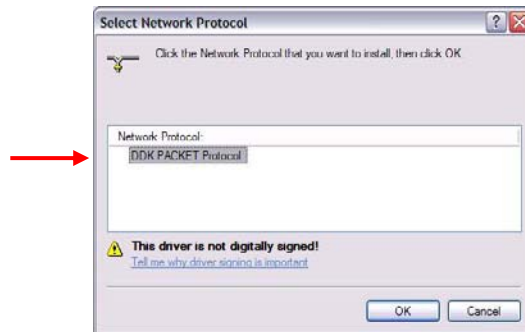 Select Network Protocol
Click the Network Protocol that you want to install, then click OK.
Network Protocol:
DDK PACKET Protocol
This driver is not digitally signed!
Tell me why driver signing is important
OK Cancel